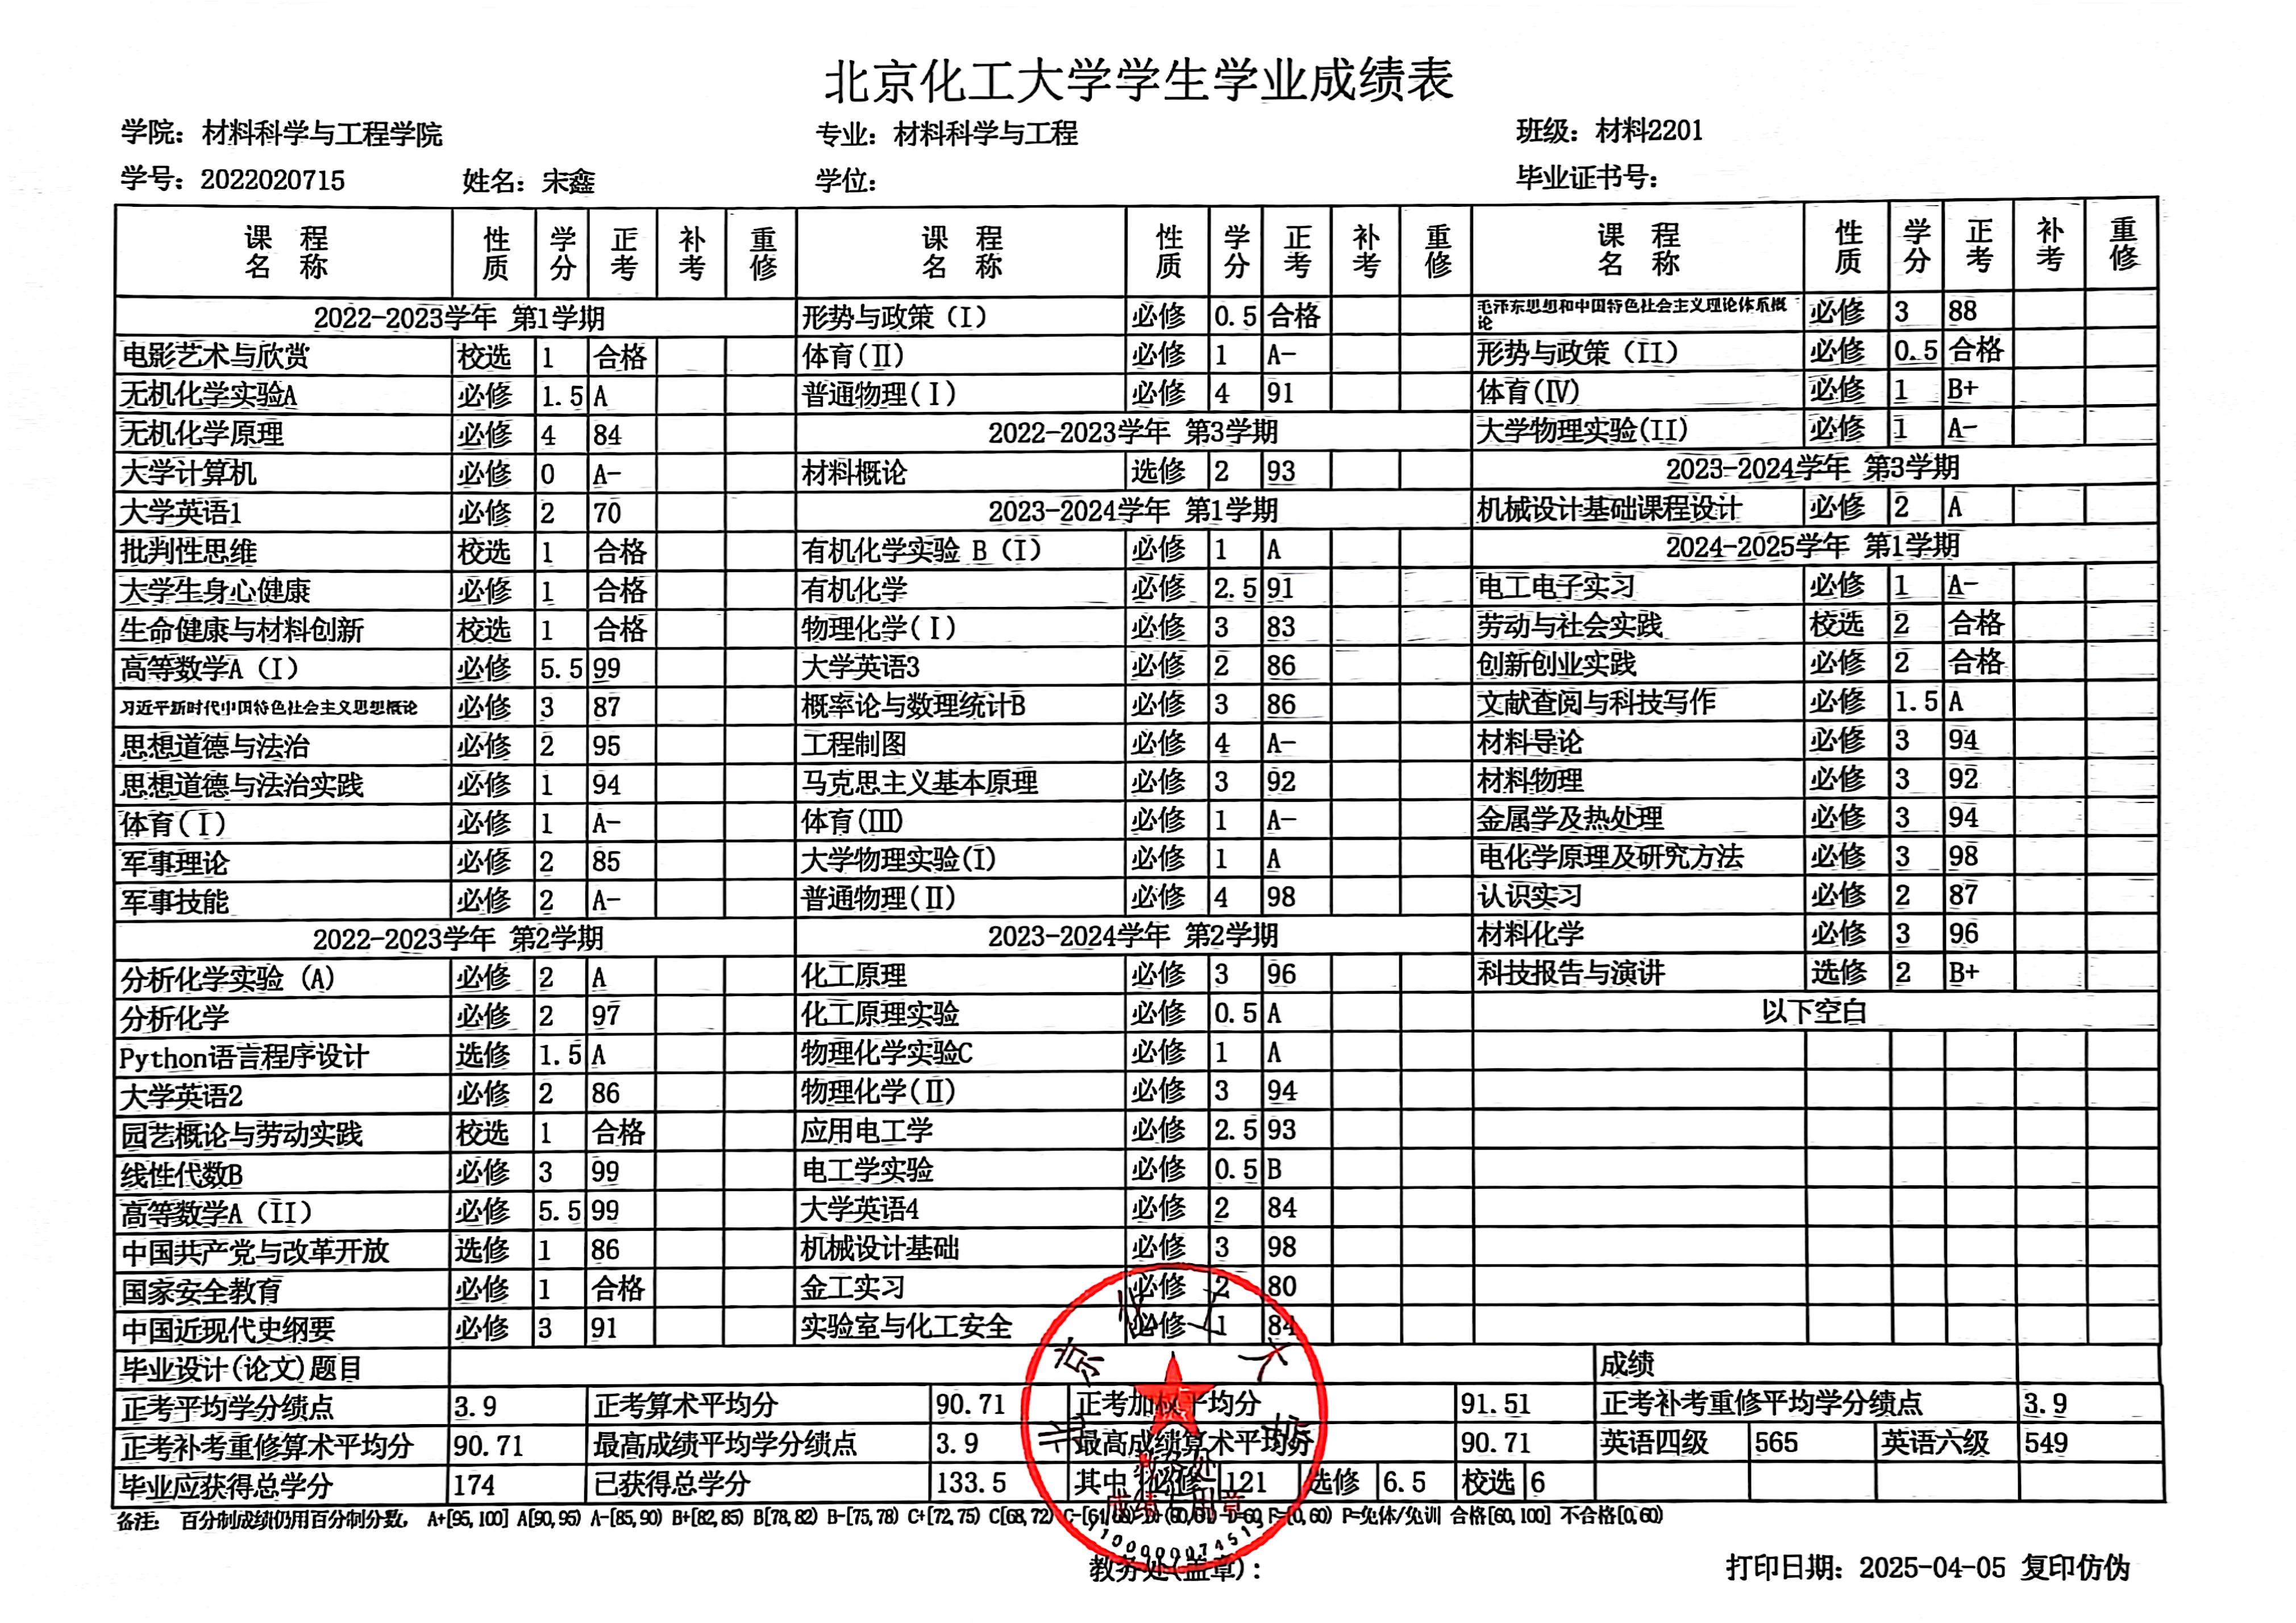 北京化工大学学生学业成绩表
学院：材料科学与工程学院 专业：材料科学与工程 班级：材料2201
学号：2022020715 姓名：宋鑫 学位： 毕业证书号：
课程名称 性质 学分 正考 补考 重修 课程名称 性质 学分 正考 补考 重修 课程名称 性质 学分 正考 补考 重修
2022-2023学年 第1学期
电影艺术与欣赏 校选 1 合格
无机化学实验A 必修 1.5 A
无机化学原理 必修 4 84
大学计算机 必修 0 A-
大学英语1 必修 2 70
批判性思维 校选 1 合格
大学生身心健康 必修 1 合格
生命健康与材料创新 校选 1 合格
高等数学A（I） 必修 5.5 99
习近平新时代中国特色社会主义思想概论 必修 3 87
思想道德与法治 必修 2 95
思想道德与法治实践 必修 1 94
体育(Ⅰ) 必修 1 A-
军事理论 必修 2 85
军事技能 必修 2 A-
2022-2023学年 第2学期
分析化学实验（A） 必修 2 A
分析化学 必修 2 97
Python语言程序设计 选修 1.5 A
大学英语2 必修 2 86
园艺概论与劳动实践 校选 1 合格
线性代数B 必修 3 99
高等数学A（II） 必修 5.5 99
中国共产党与改革开放 选修 1 86
国家安全教育 必修 1 合格
中国近现代史纲要 必修 3 91
形势与政策（I） 必修 0.5 合格
体育(Ⅱ) 必修 1 A-
普通物理(Ⅰ) 必修 4 91
2022-2023学年 第3学期
材料概论 选修 2 93
2023-2024学年 第1学期
有机化学实验 B（I） 必修 1 A
有机化学 必修 2.5 91
物理化学(Ⅰ) 必修 3 83
大学英语3 必修 2 86
概率论与数理统计B 必修 3 86
工程制图 必修 4 A-
马克思主义基本原理 必修 3 92
体育(Ⅲ) 必修 1 A-
大学物理实验(I) 必修 1 A
普通物理(Ⅱ) 必修 4 98
2023-2024学年 第2学期
化工原理 必修 3 96
化工原理实验 必修 0.5 A
物理化学实验C 必修 1 A
物理化学(Ⅱ) 必修 3 94
应用电工学 必修 2.5 93
电工学实验 必修 0.5 B
大学英语4 必修 2 84
机械设计基础 必修 3 98
金工实习 必修 2 80
实验室与化工安全 必修 1 84
毛泽东思想和中国特色社会主义理论体系概
论 必修 3 88
形势与政策（II） 必修 0.5 合格
体育(Ⅳ) 必修 1 B+
大学物理实验(II) 必修 1 A-
2023-2024学年 第3学期
机械设计基础课程设计 必修 2 A
2024-2025学年 第1学期
电工电子实习 必修 1 A-
劳动与社会实践 校选 2 合格
创新创业实践 必修 2 合格
文献查阅与科技写作 必修 1.5 A
材料导论 必修 3 94
材料物理 必修 3 92
金属学及热处理 必修 3 94
电化学原理及研究方法 必修 3 98
认识实习 必修 2 87
材料化学 必修 3 96
科技报告与演讲 选修 2 B+
以下空白
毕业设计(论文)题目 成绩
正考平均学分绩点 3.9 正考算术平均分 90.71 正考加权平均分 91.51 正考补考重修平均学分绩点 3.9
正考补考重修算术平均分 90.71 最高成绩平均学分绩点 3.9 最高成绩算术平均分 90.71 英语四级 565 英语六级 549
毕业应获得总学分 174 已获得总学分 133.5 其中 必修 121 选修 6.5 校选 6
备注： 百分制成绩仍用百分制分数， A+[95,100] A[90,95) A-[85,90) B+[82,85) B[78,82) B-[75,78) C+[72,75) C[68,72) P=免休/免训 合格[60,100] 不合格[0,60)
教务处(盖章)：
打印日期：2025-04-05 复印仿伪